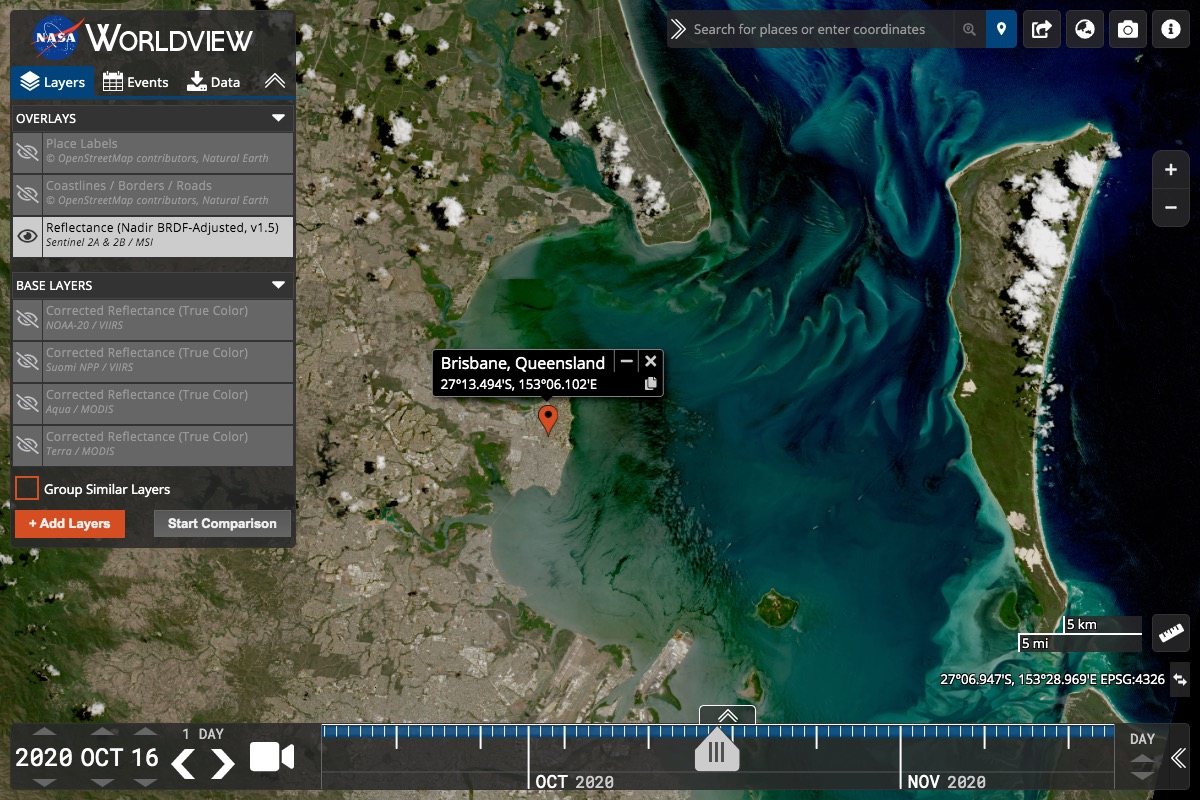 NASA WORLDVIEW
Search for places or enter coordinates
Layers Events Data
OVERLAYS
Place Labels
© OpenStreetMap contributors, Natural Earth
Coastlines / Borders / Roads
© OpenStreetMap contributors, Natural Earth
Reflectance (Nadir BRDF-Adjusted, v1.5)
Sentinel 2A & 2B / MSI
BASE LAYERS
Corrected Reflectance (True Color)
NOAA-20 / VIIRS
Corrected Reflectance (True Color)
Suomi NPP / VIIRS
Corrected Reflectance (True Color)
Aqua / MODIS
Corrected Reflectance (True Color)
Terra / MODIS
Group Similar Layers
+ Add Layers Start Comparison
Brisbane, Queensland
27°13.494'S, 153°06.102'E
5 km
5 mi
27°06.947'S, 153°28.969'E EPSG:4326
1 DAY
2020 OCT 16
OCT 2020
NOV 2020
DAY